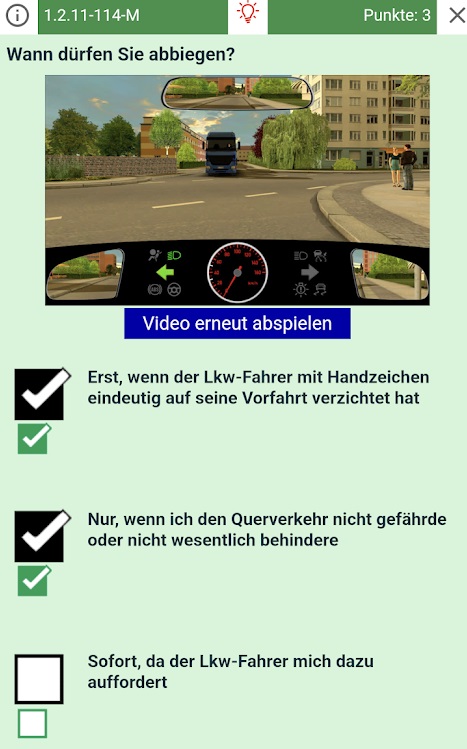 1.2.11-114-M
Punkte: 3
Wann dürfen Sie abbiegen?
Video erneut abspielen
Erst, wenn der Lkw-Fahrer mit Handzeichen
eindeutig auf seine Vorfahrt verzichtet hat
Nur, wenn ich den Querverkehr nicht gefährde
oder nicht wesentlich behindere
Sofort, da der Lkw-Fahrer mich dazu
auffordert